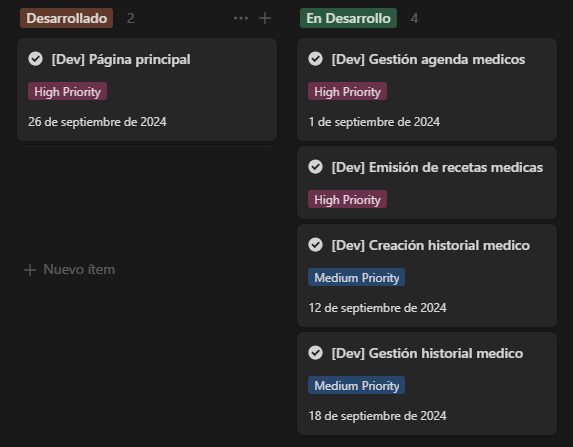 Desarrollado 2
[Dev] Página principal
High Priority
26 de septiembre de 2024
Nuevo ítem
En Desarrollo 4
[Dev] Gestión agenda medicos
High Priority
1 de septiembre de 2024
[Dev] Emisión de recetas medicas
High Priority
[Dev] Creación historial medico
Medium Priority
12 de septiembre de 2024
[Dev] Gestión historial medico
Medium Priority
18 de septiembre de 2024